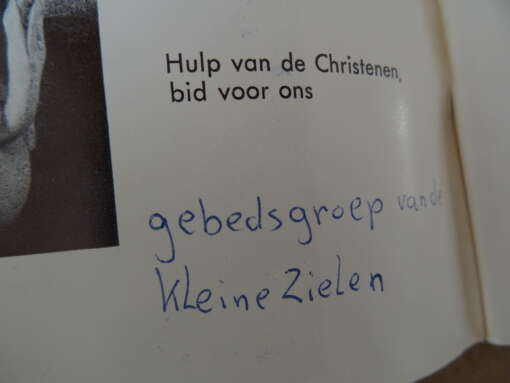 Hulp van de Christenen,
bid voor ons
gebedsgroep van de
Kleine Zielen